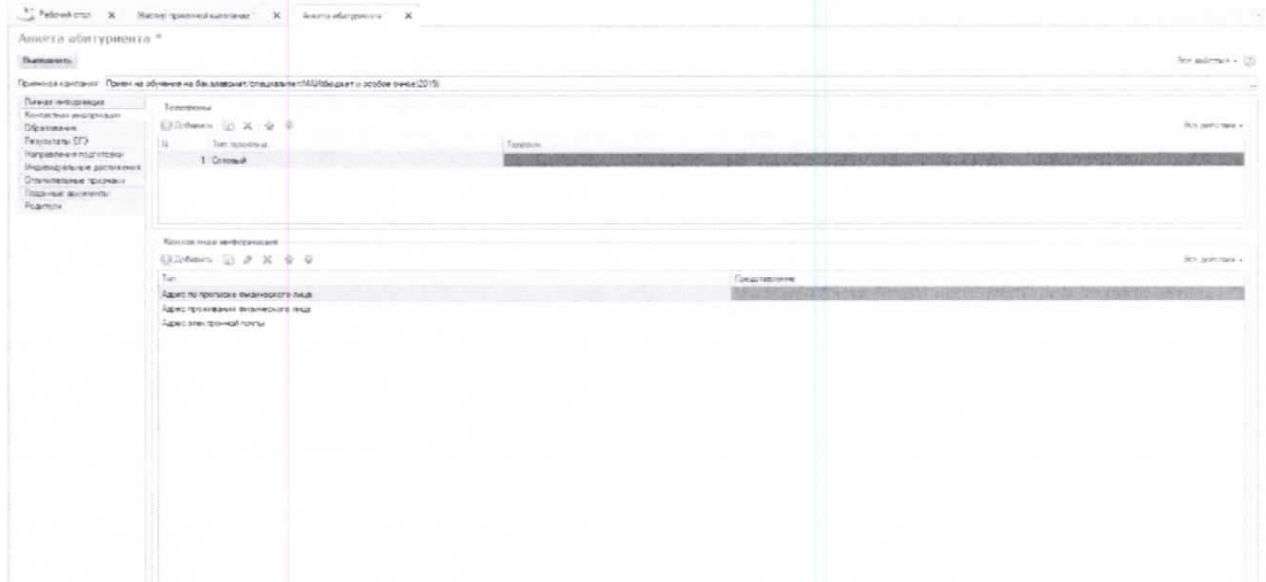 Рабочий стол
Мастер приемной кампании
Анкета абитуриента
Анкета абитуриента *
Выполнить
Все действия
Приемная кампания: Прием на обучение на бакалавриат/специалитет
бюджет и особое
(2015)
Личная информация
Контактная информация
Образование
Результаты ЕГЭ
Направления подготовки
Индивидуальные достижения
Отличительные признаки
Поданные документы
Родители
Телефоны
Добавить
Все действия
N
Тип
Телефон
1 Сотовый
Контактная информация
Добавить
Все действия
Тип
Представление
Адрес по прописке физического лица
Адрес проживания физического лица
Адрес электронной почты